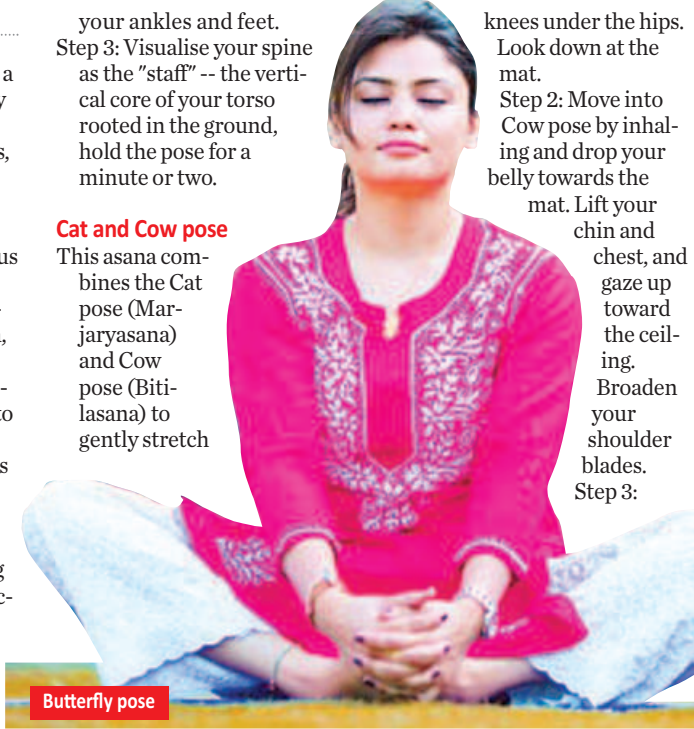 a
y
s,
us
,
-
to
s
g
c-
your ankles and feet.
Step 3: Visualise your spine
as the "staff" -- the verti-
cal core of your torso
rooted in the ground,
hold the pose for a
minute or two.
Cat and Cow pose
This asana com-
bines the Cat
pose (Mar-
jaryasana)
and Cow
pose (Biti-
lasana) to
gently stretch
knees under the hips.
Look down at the
mat.
Step 2: Move into
Cow pose by inhal-
ing and drop your
belly towards the
mat. Lift your
chin and
chest, and
gaze up
toward
the ceil-
ing.
Broaden
your
shoulder
blades.
Step 3:
Butterfly pose